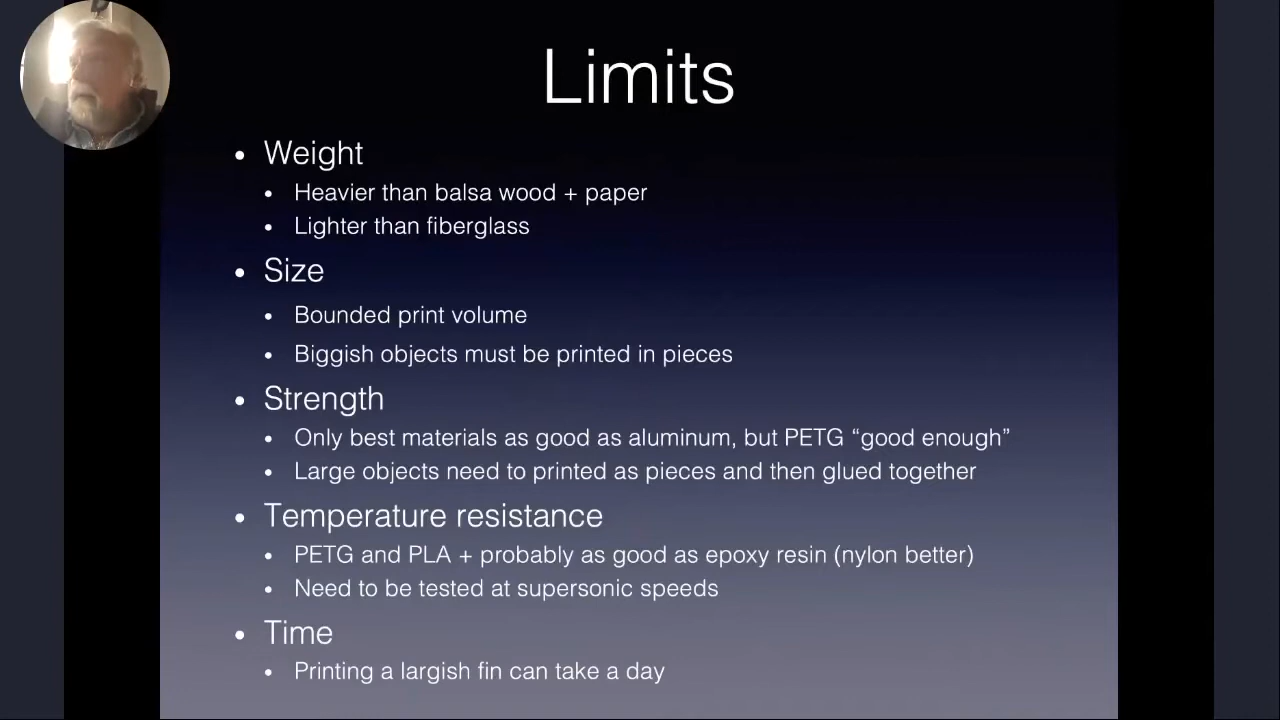 Limits
• Weight
• Heavier than balsa wood + paper
• Lighter than fiberglass
• Size
• Bounded print volume
• Biggish objects must be printed in pieces
• Strength
• Only best materials as good as aluminum, but PETG “good enough”
• Large objects need to printed as pieces and then glued together
• Temperature resistance
• PETG and PLA + probably as good as epoxy resin (nylon better)
• Need to be tested at supersonic speeds
• Time
• Printing a largish fin can take a day